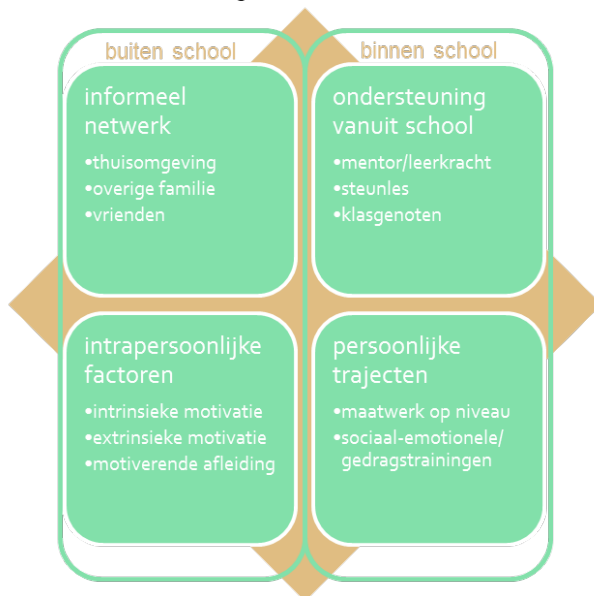 buiten school
binnen school
informeel
netwerk
•thuisomgeving
•overige familie
•vrienden
ondersteuning
vanuit school
•mentor/leerkracht
•steunles
•klasgenoten
intrapersoonlijke
factoren
•intrinsieke motivatie
•extrinsieke motivatie
•motiverende afleiding
persoonlijke
trajecten
•maatwerk op niveau
•sociaal-emotionele/
gedragstrainingen